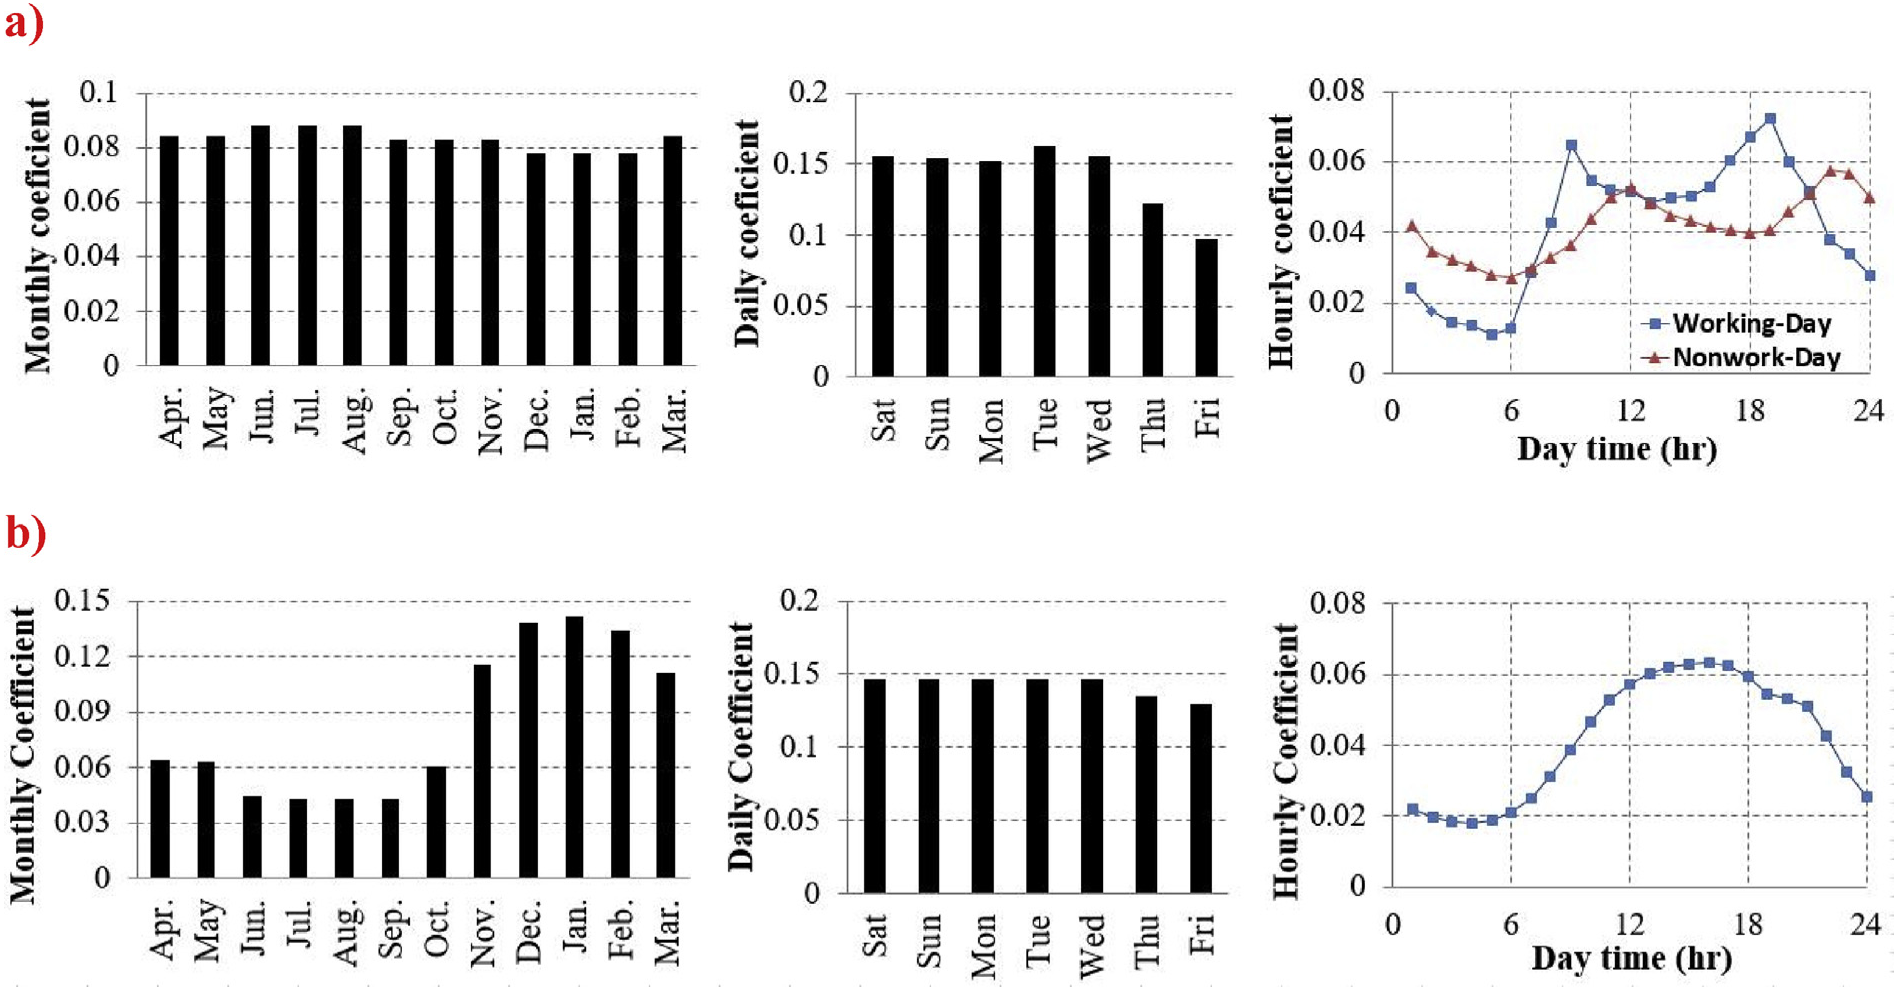 a)
Monthly coeficient
0.1
0.08
0.06
0.04
0.02
0
Apr. May Jun. Jul. Aug. Sep. Oct. Nov. Dec. Jan. Feb. Mar.
Daily coeficient
0.2
0.15
0.1
0.05
0
Sat Sun Mon Tue Wed Thu Fri
Hourly coeficient
0.08
0.06
0.04
0.02
0
Working-Day
Nonwork-Day
0 6 12 18 24
Day time (hr)
b)
Monthly Coefficient
0.15
0.12
0.09
0.06
0.03
0
Apr. May Jun. Jul. Aug. Sep. Oct. Nov. Dec. Jan. Feb. Mar.
Daily Coefficient
0.2
0.15
0.1
0.05
0
Sat Sun Mon Tue Wed Thu Fri
Hourly Coefficient
0.08
0.06
0.04
0.02
0
0 6 12 18 24
Day time (hr)